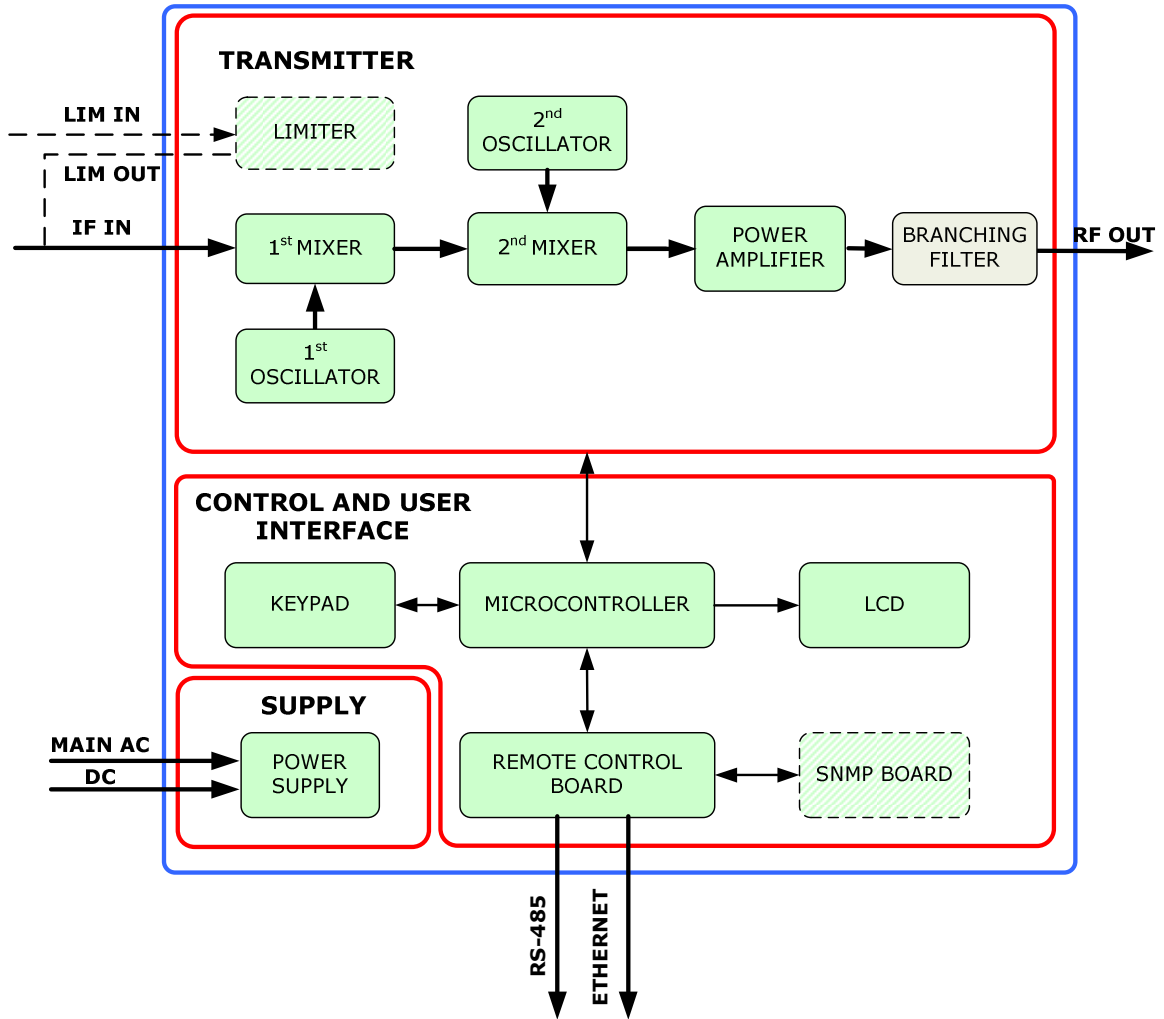 TRANSMITTER
LIM IN
LIMITER
2nd
OSCILLATOR
LIM OUT
IF IN
1st MIXER
2nd MIXER
POWER
AMPLIFIER
BRANCHING
FILTER
RF OUT
1st
OSCILLATOR
CONTROL AND USER
INTERFACE
KEYPAD
MICROCONTROLLER
LCD
SUPPLY
MAIN AC
DC
POWER
SUPPLY
REMOTE CONTROL
BOARD
SNMP BOARD
RS-485
ETHERNET